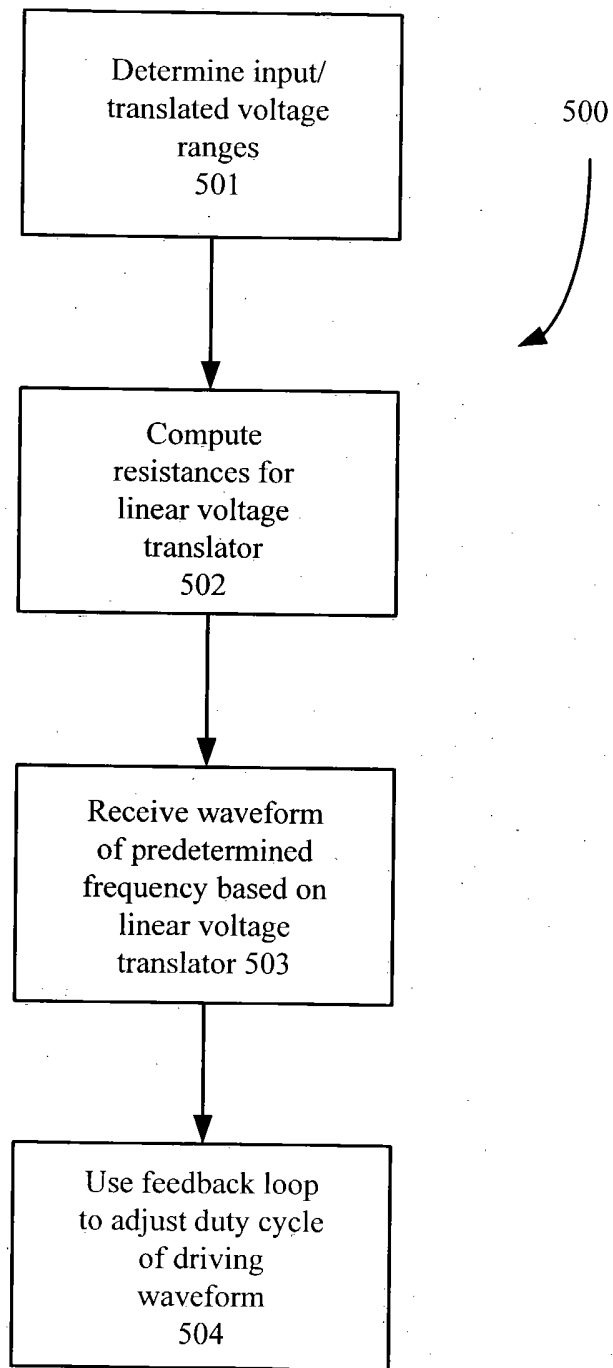 Determine input/
translated voltage
ranges
501
500
Compute
resistances for
linear voltage
translator
502
Receive waveform
of predetermined
frequency based on
linear voltage
translator 503
Use feedback loop
to adjust duty cycle
of driving
waveform
504